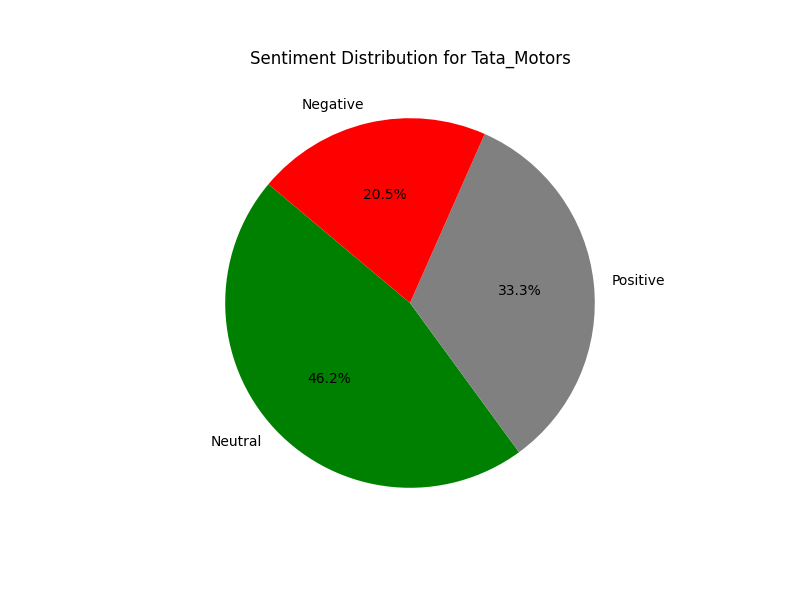 Sentiment Distribution for Tata_Motors
Negative
20.5%
Positive
33.3%
46.2%
Neutral